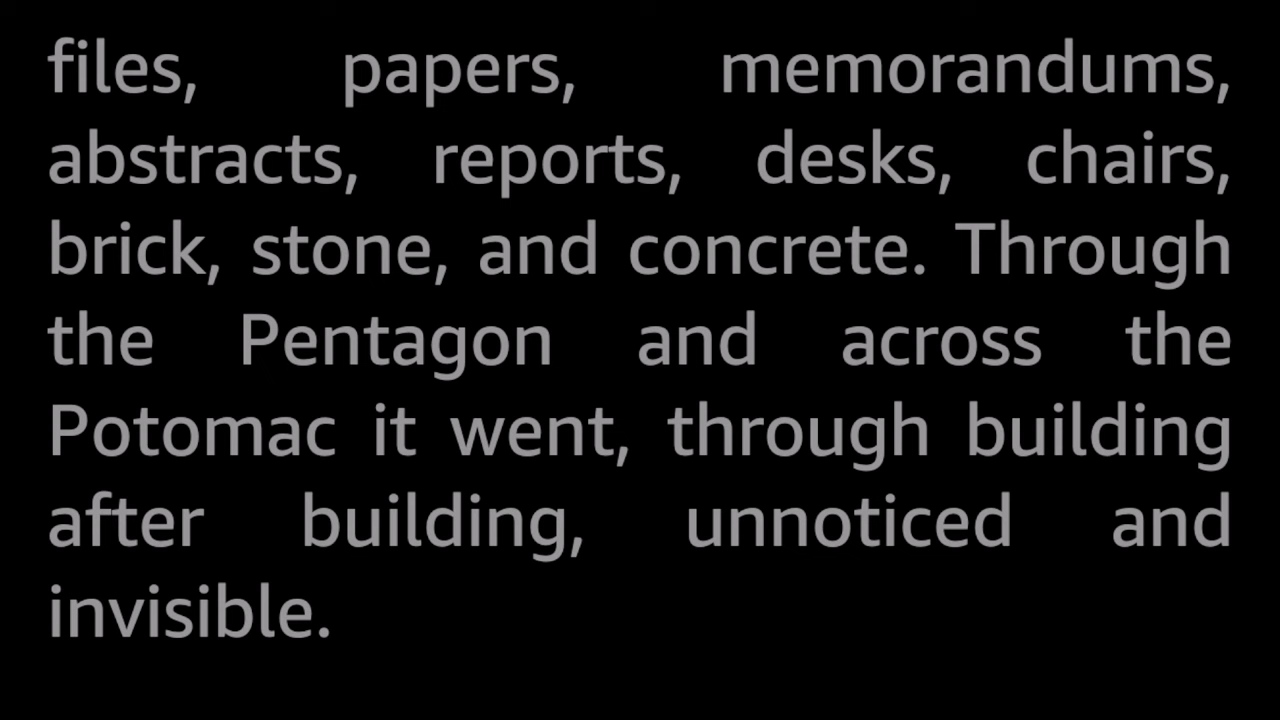 files, papers, memorandums,
abstracts, reports, desks, chairs,
brick, stone, and concrete. Through
the Pentagon and across the
Potomac it went, through building
after building, unnoticed and
invisible.